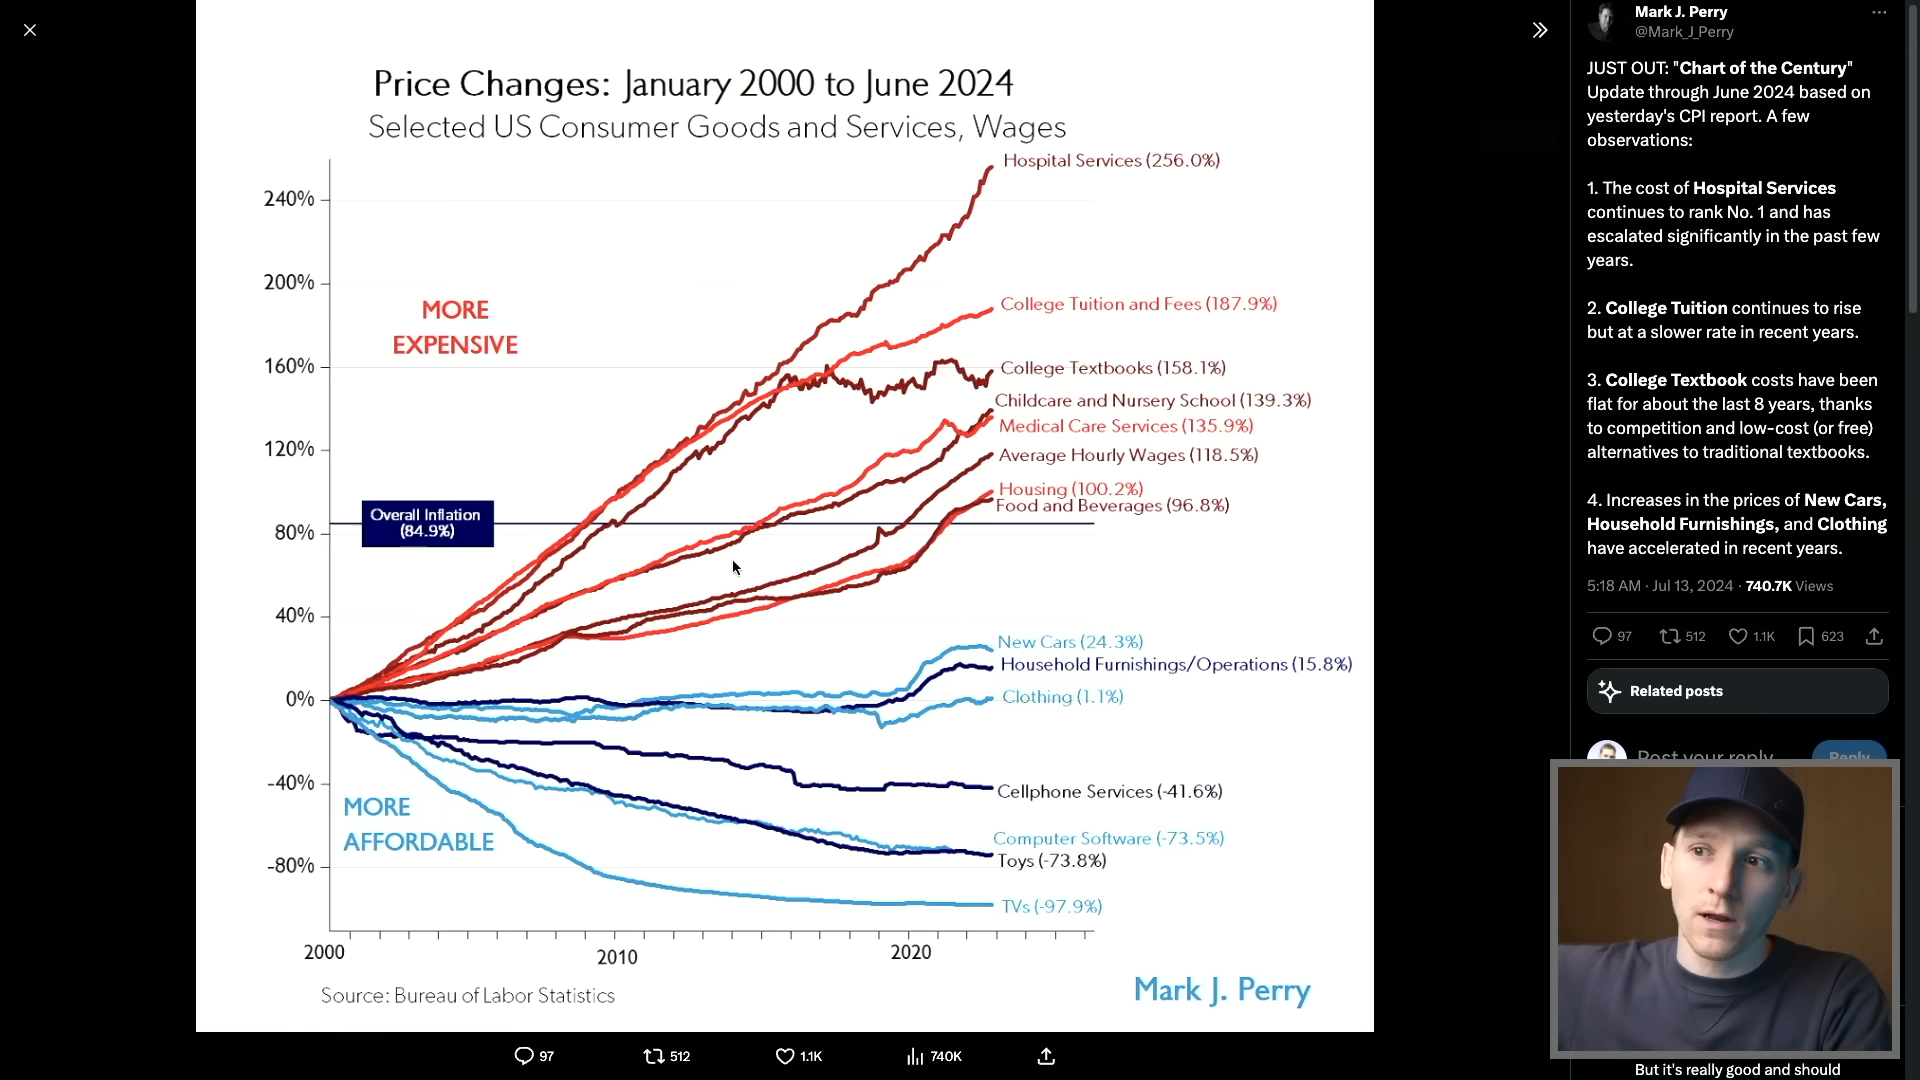 Price Changes: January 2000 to June 2024
Selected US Consumer Goods and Services, Wages
240%
200%
160%
120%
80%
40%
0%
-40%
-80%
MORE
EXPENSIVE
Overall Inflation
(84.9%)
MORE
AFFORDABLE
Hospital Services (256.0%)
College Tuition and Fees (187.9%)
College Textbooks (158.1%)
Childcare and Nursery School (139.3%)
Medical Care Services (135.9%)
Average Hourly Wages (118.5%)
Housing (100.2%)
Food and Beverages (96.8%)
New Cars (24.3%)
Household Furnishings/Operations (15.8%)
Clothing (1.1%)
Cellphone Services (-41.6%)
Computer Software (-73.5%)
Toys (-73.8%)
TVs (-97.9%)
2000
2010
2020
Source: Bureau of Labor Statistics
Mark J. Perry
97
512
1.1K
740K
Mark J. Perry
@Mark_J_Perry
JUST OUT: "Chart of the Century"
Update through June 2024 based on
yesterday's CPI report. A few
observations:
1. The cost of Hospital Services
continues to rank No. 1 and has
escalated significantly in the past few
years.
2. College Tuition continues to rise
but at a slower rate in recent years.
3. College Textbook costs have been
flat for about the last 8 years, thanks
to competition and low-cost (or free)
alternatives to traditional textbooks.
4. Increases in the prices of New Cars,
Household Furnishings, and Clothing
have accelerated in recent years.
5:18 AM · Jul 13, 2024 · 740.7K Views
97
512
1.1K
623
Related posts
Post your reply
Reply
But it's really good and should